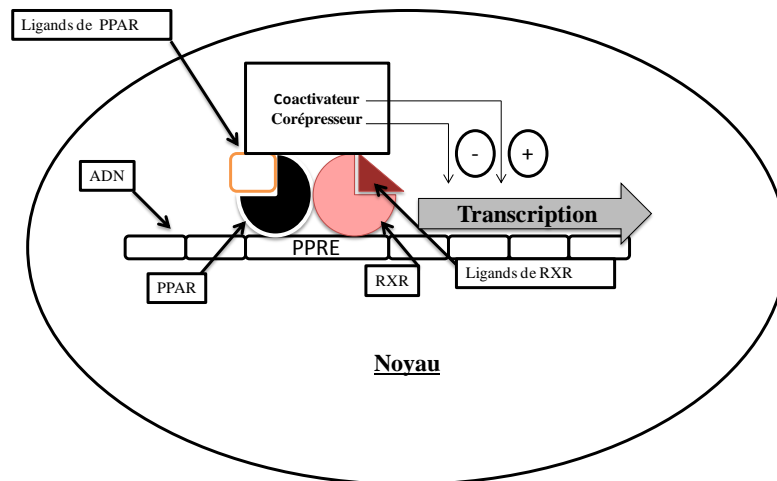 Ligands de PPAR
Coactivateur
Corépresseur
-
+
ADN
Transcription
PPRE
PPAR
RXR
Ligands de RXR
Noyau